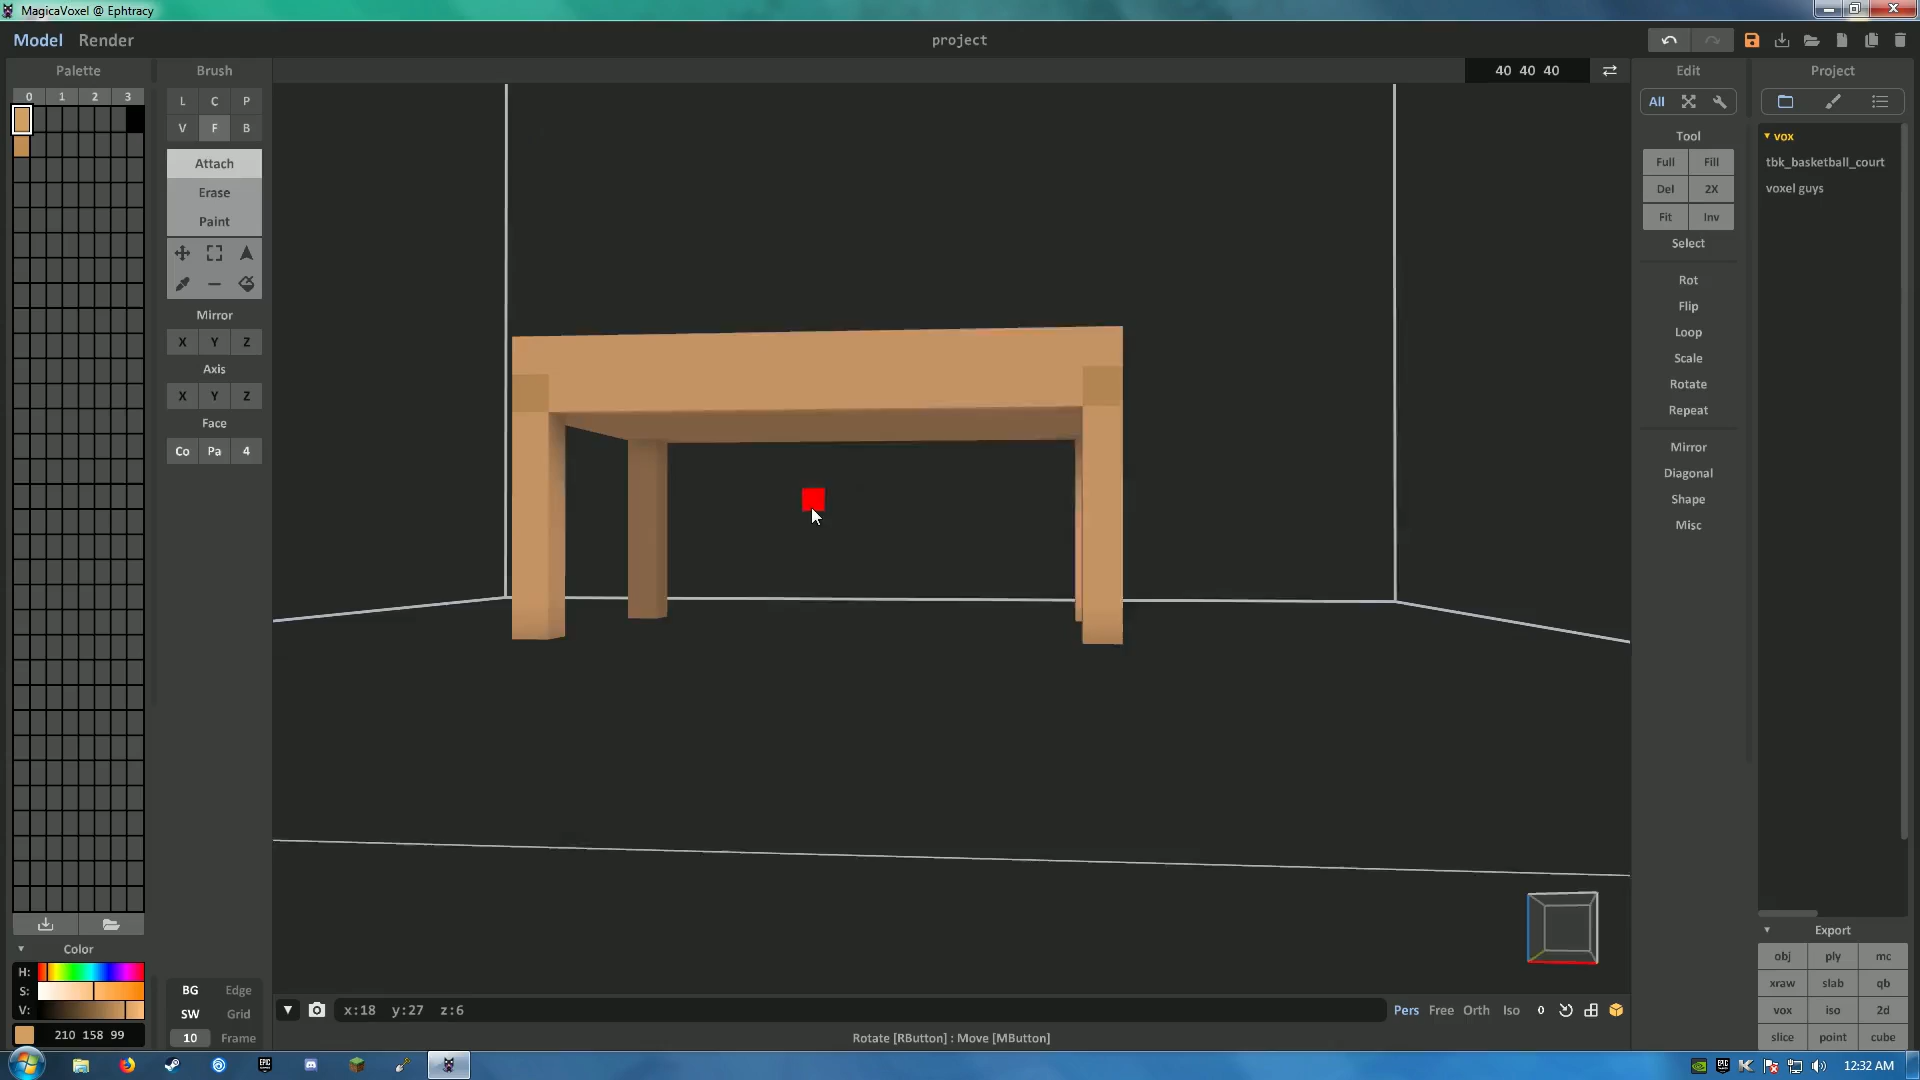 MagicaVoxel @ Ephtracy
Model Render
project
Palette
Brush
40 40 40
Edit
Project
0 1 2 3
L C P
V F B
Attach
Erase
Paint
Mirror
X Y Z
Axis
X Y Z
Face
Co Pa 4
All
Tool
Full Fill
Del 2X
Fit Inv
Select
Rot
Flip
Loop
Scale
Rotate
Repeat
Mirror
Diagonal
Shape
Misc
vox
tbk_basketball_court
voxel guys
Export
obj ply mc
xraw slab qb
vox iso 2d
slice point cube
Color
H:
S:
V:
210 158 99
BG Edge
SW Grid
10 Frame
x:18 y:27 z:6
Pers Free Orth Iso 0
Rotate [RButton] : Move [MButton]
EPIC
EPIC
12:32 AM